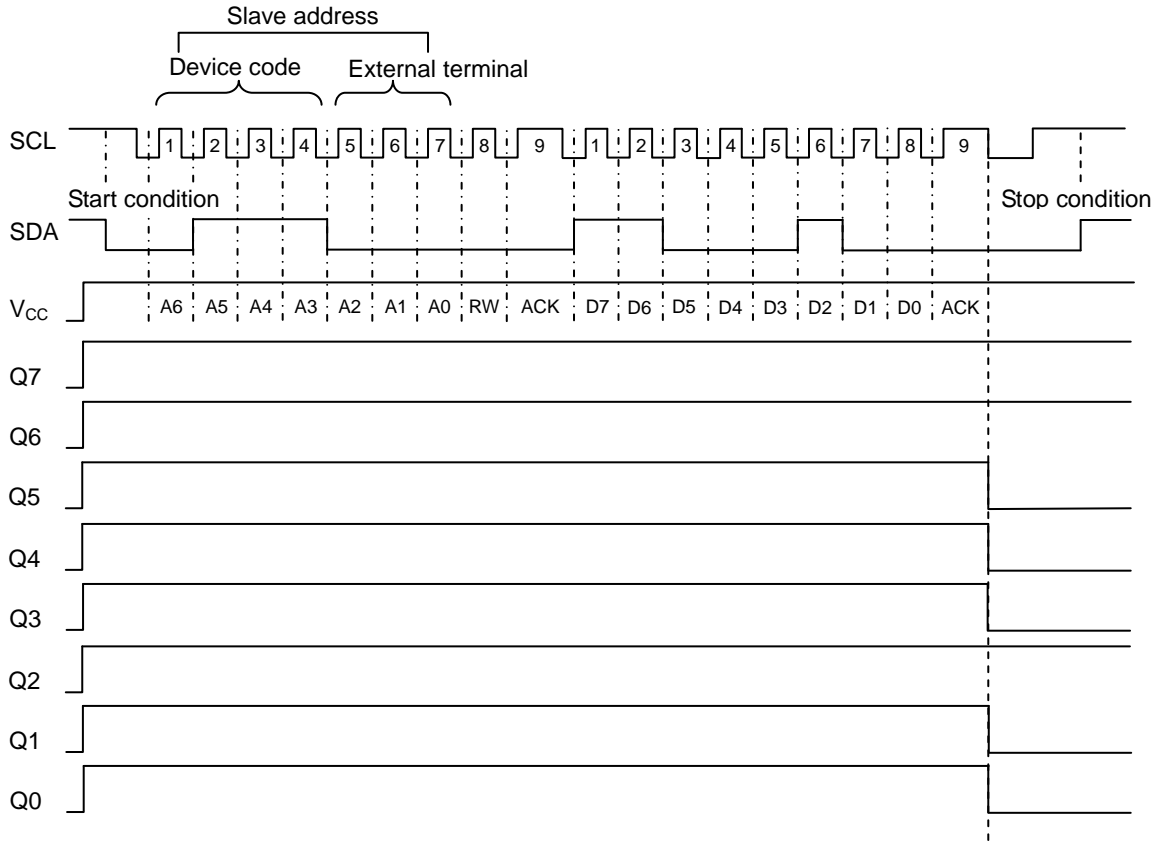 Slave address
Device code External terminal
SCL 1 2 3 4 5 6 7 8 9 1 2 3 4 5 6 7 8 9
Start condition Stop condition
SDA
VCC A6 A5 A4 A3 A2 A1 A0 RW ACK D7 D6 D5 D4 D3 D2 D1 D0 ACK
Q7
Q6
Q5
Q4
Q3
Q2
Q1
Q0